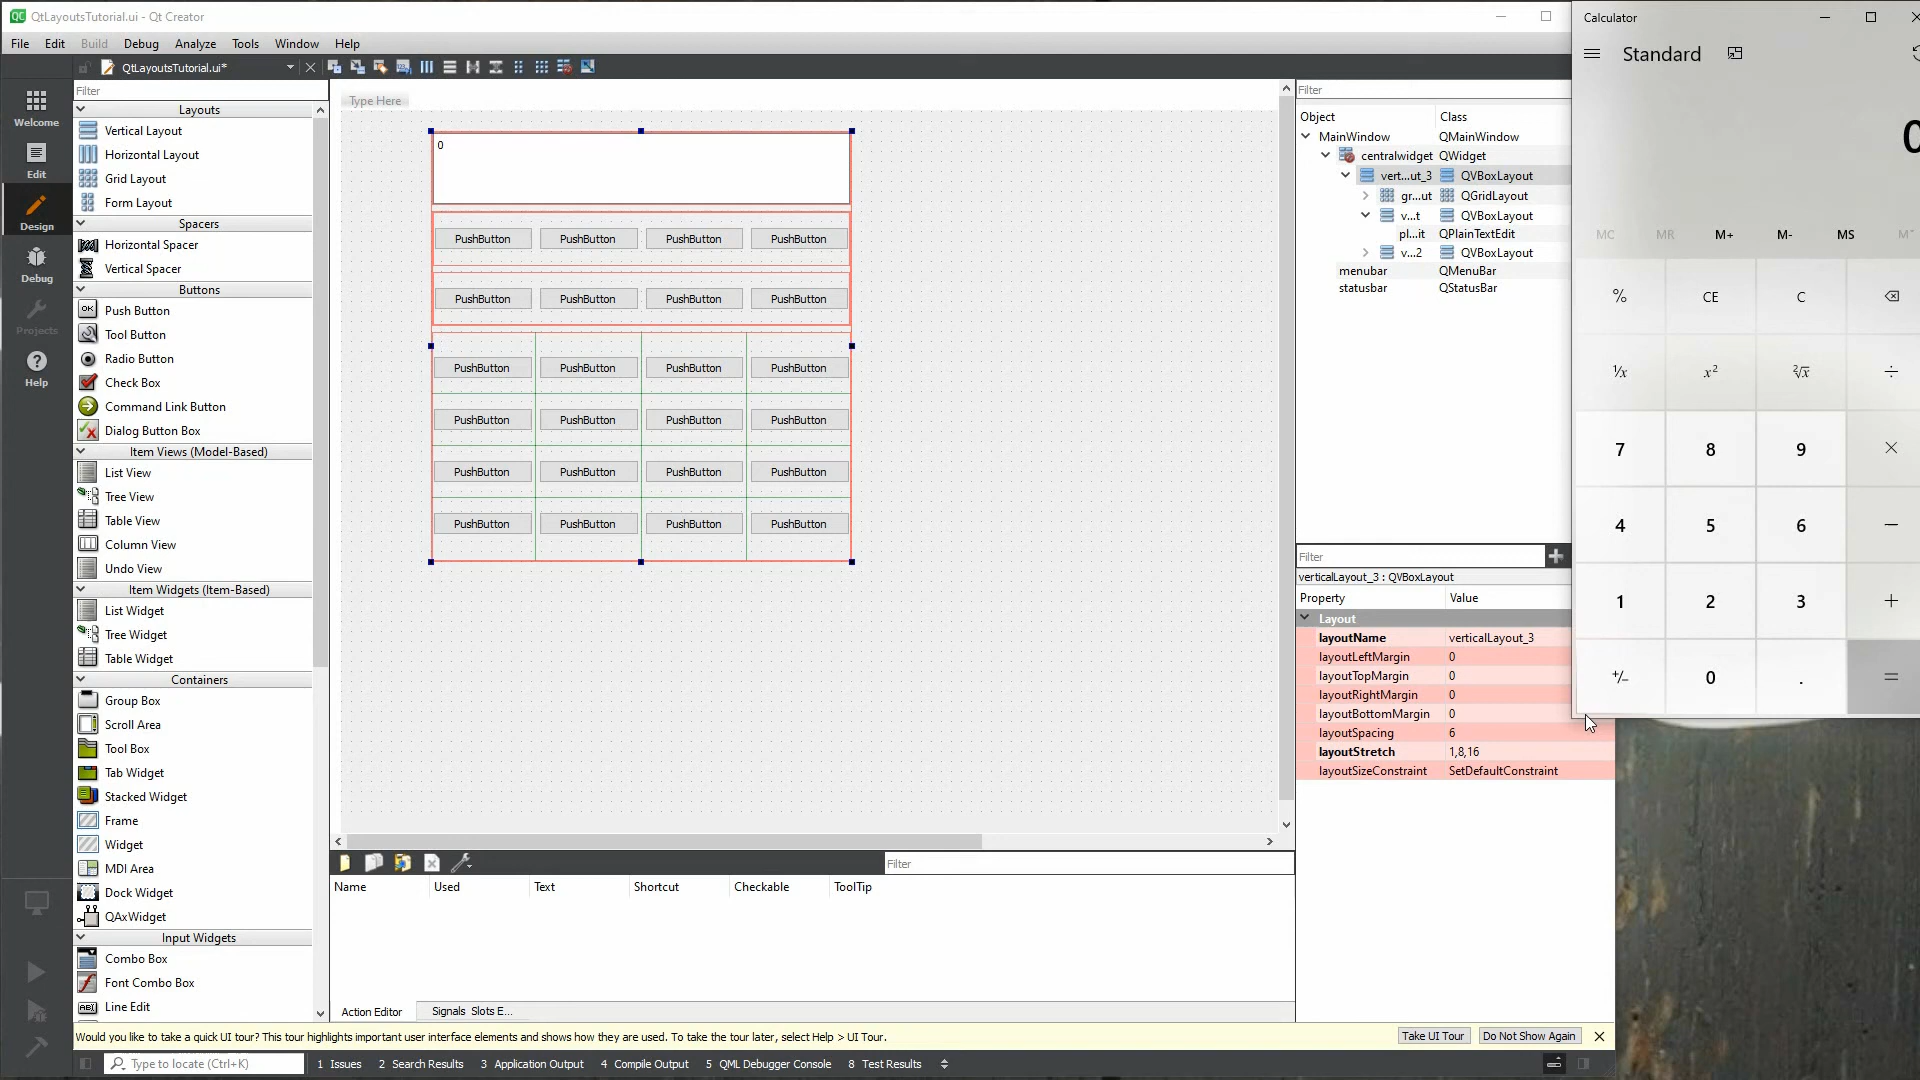 QtLayoutsTutorial.ui - Qt Creator
File Edit Build Debug Analyze Tools Window Help
QtLayoutsTutorial.ui*
Welcome
Edit
Design
Debug
Projects
Help
Filter
Layouts
Vertical Layout
Horizontal Layout
Grid Layout
Form Layout
Spacers
Horizontal Spacer
Vertical Spacer
Buttons
Push Button
Tool Button
Radio Button
Check Box
Command Link Button
Dialog Button Box
Item Views (Model-Based)
List View
Tree View
Table View
Column View
Undo View
Item Widgets (Item-Based)
List Widget
Tree Widget
Table Widget
Containers
Group Box
Scroll Area
Tool Box
Tab Widget
Stacked Widget
Frame
Widget
MDI Area
Dock Widget
QAxWidget
Input Widgets
Combo Box
Font Combo Box
Line Edit
Type Here
0
PushButton PushButton PushButton PushButton
PushButton PushButton PushButton PushButton
PushButton PushButton PushButton PushButton
PushButton PushButton PushButton PushButton
PushButton PushButton PushButton PushButton
PushButton PushButton PushButton PushButton
Filter
Name Used Text Shortcut Checkable ToolTip
Action Editor Signals Slots E...
Filter
Object Class
MainWindow QMainWindow
centralwidget QWidget
vert...ut_3 QVBoxLayout
gr...ut QGridLayout
v...t QVBoxLayout
pl...it QPlainTextEdit
v...2 QVBoxLayout
menubar QMenuBar
statusbar QStatusBar
Filter
verticalLayout_3 : QVBoxLayout
Property Value
Layout
layoutName verticalLayout_3
layoutLeftMargin 0
layoutTopMargin 0
layoutRightMargin 0
layoutBottomMargin 0
layoutSpacing 6
layoutStretch 1,8,16
layoutSizeConstraint SetDefaultConstraint
Calculator
Standard
0
MC MR M+ M- MS
% CE C
⅟x x² ²√x ÷
7 8 9 ×
4 5 6 −
1 2 3 +
+/− 0 . =
Would you like to take a quick UI tour? This tour highlights important user interface elements and shows how they are used. To take the tour later, select Help > UI Tour. Take UI Tour Do Not Show Again
Type to locate (Ctrl+K) 1 Issues 2 Search Results 3 Application Output 4 Compile Output 5 QML Debugger Console 8 Test Results